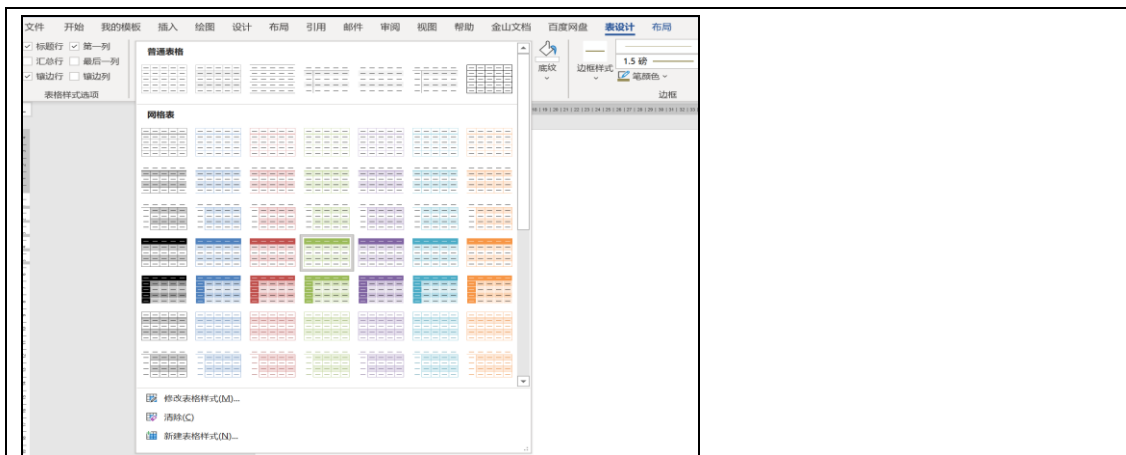 文件 开始 我的模板 插入 绘图 设计 布局 引用 邮件 审阅 视图 帮助 金山文档 百度网盘 表设计 布局
标题行 第一列
汇总行 最后一列
镶边行 镶边列
表格样式选项
普通表格
网格表
修改表格样式(M)...
清除(C)
新建表格样式(N)...
底纹
边框样式
1.5 磅
笔颜色
边框